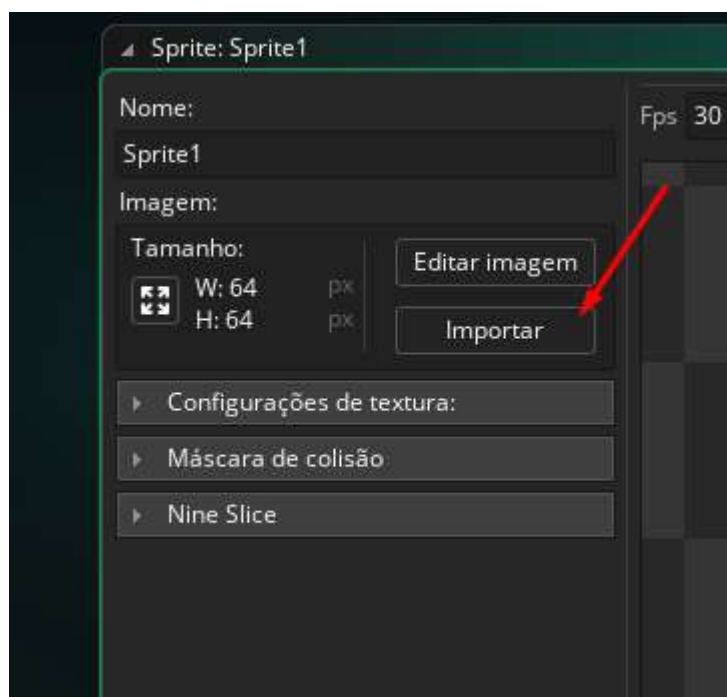 Sprite: Sprite1
Nome:
Fps 30
Sprite1
Imagem:
Tamanho:
Editar imagem
W: 64 px
H: 64 px
Importar
Configurações de textura:
Máscara de colisão
Nine Slice